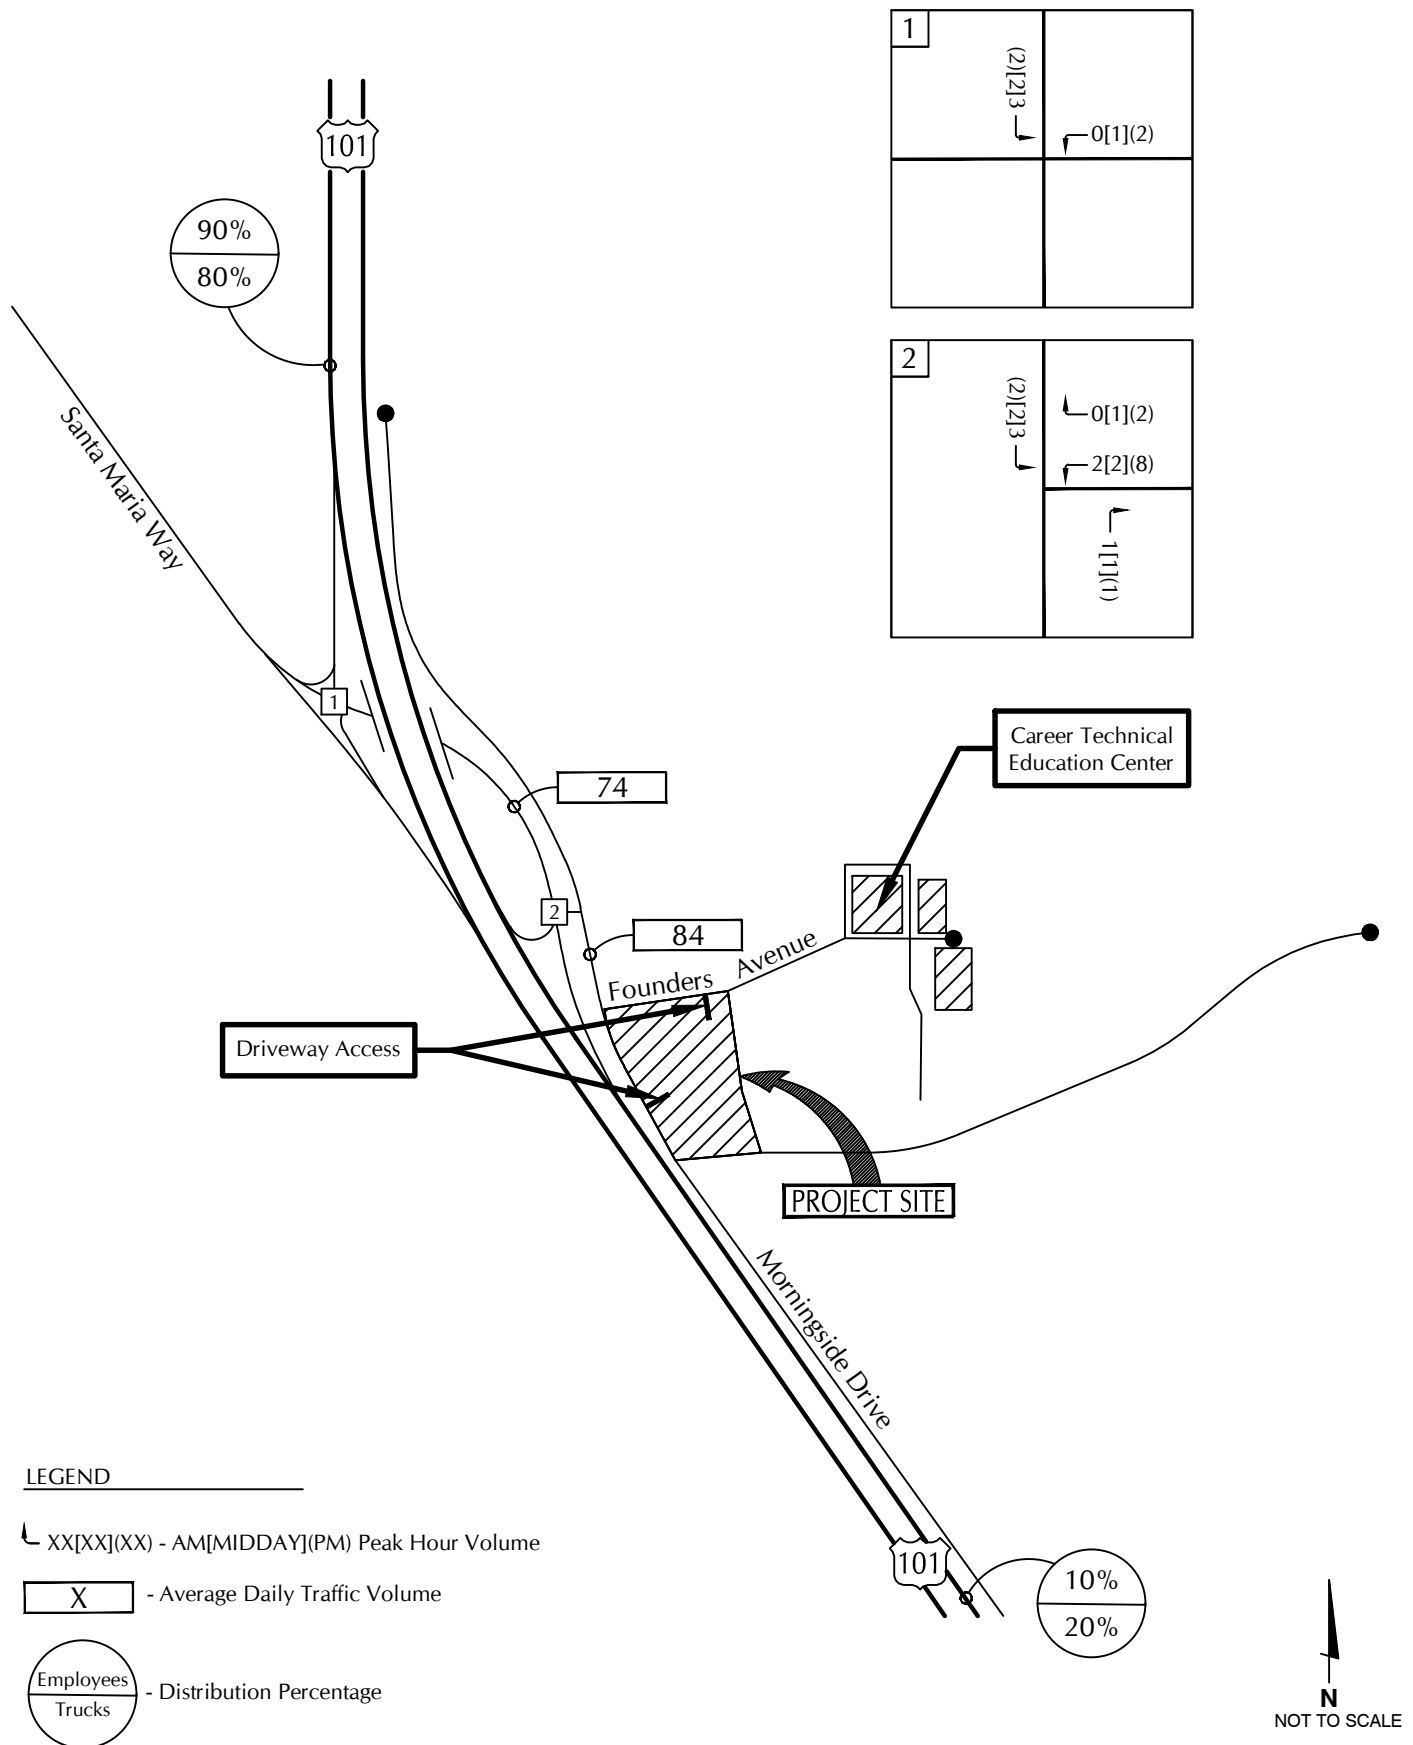 1
(2)[2]3
0[1](2)
101
90%
80%
2
(2)[2]3
0[1](2)
2[2](8)
1[1](1)
Santa Maria Way
1
74
Career Technical
Education Center
2
84
Founders Avenue
Driveway Access
PROJECT SITE
Morningside Drive
101
10%
20%
LEGEND
XX[XX](XX) - AM[MIDDAY](PM) Peak Hour Volume
X - Average Daily Traffic Volume
Employees
Trucks
- Distribution Percentage
N
NOT TO SCALE